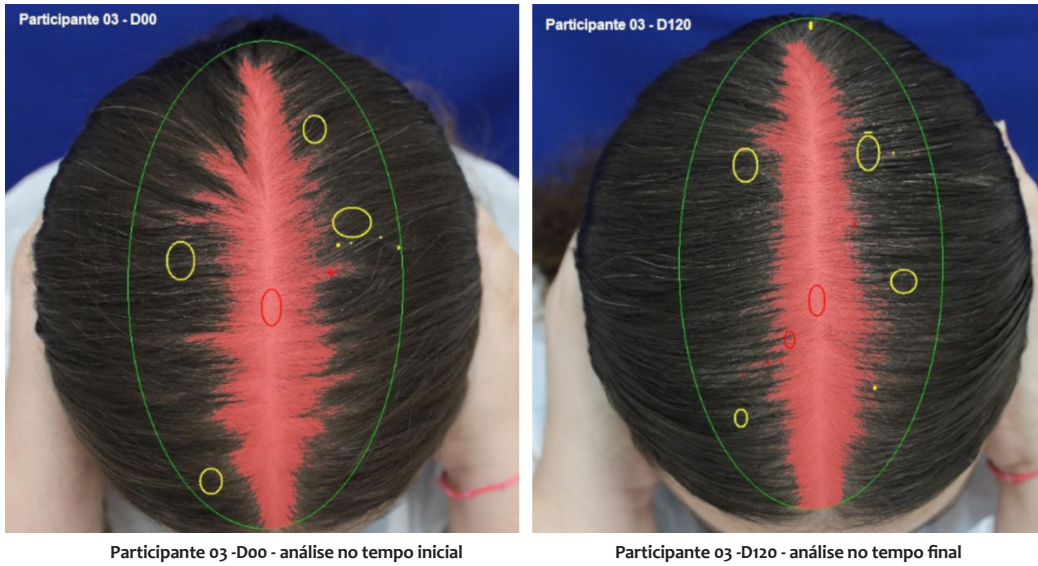 Participante 03 - D00
Participante 03 - D120
Participante 03 -D00 - análise no tempo inicial
Participante 03 -D120 - análise no tempo final